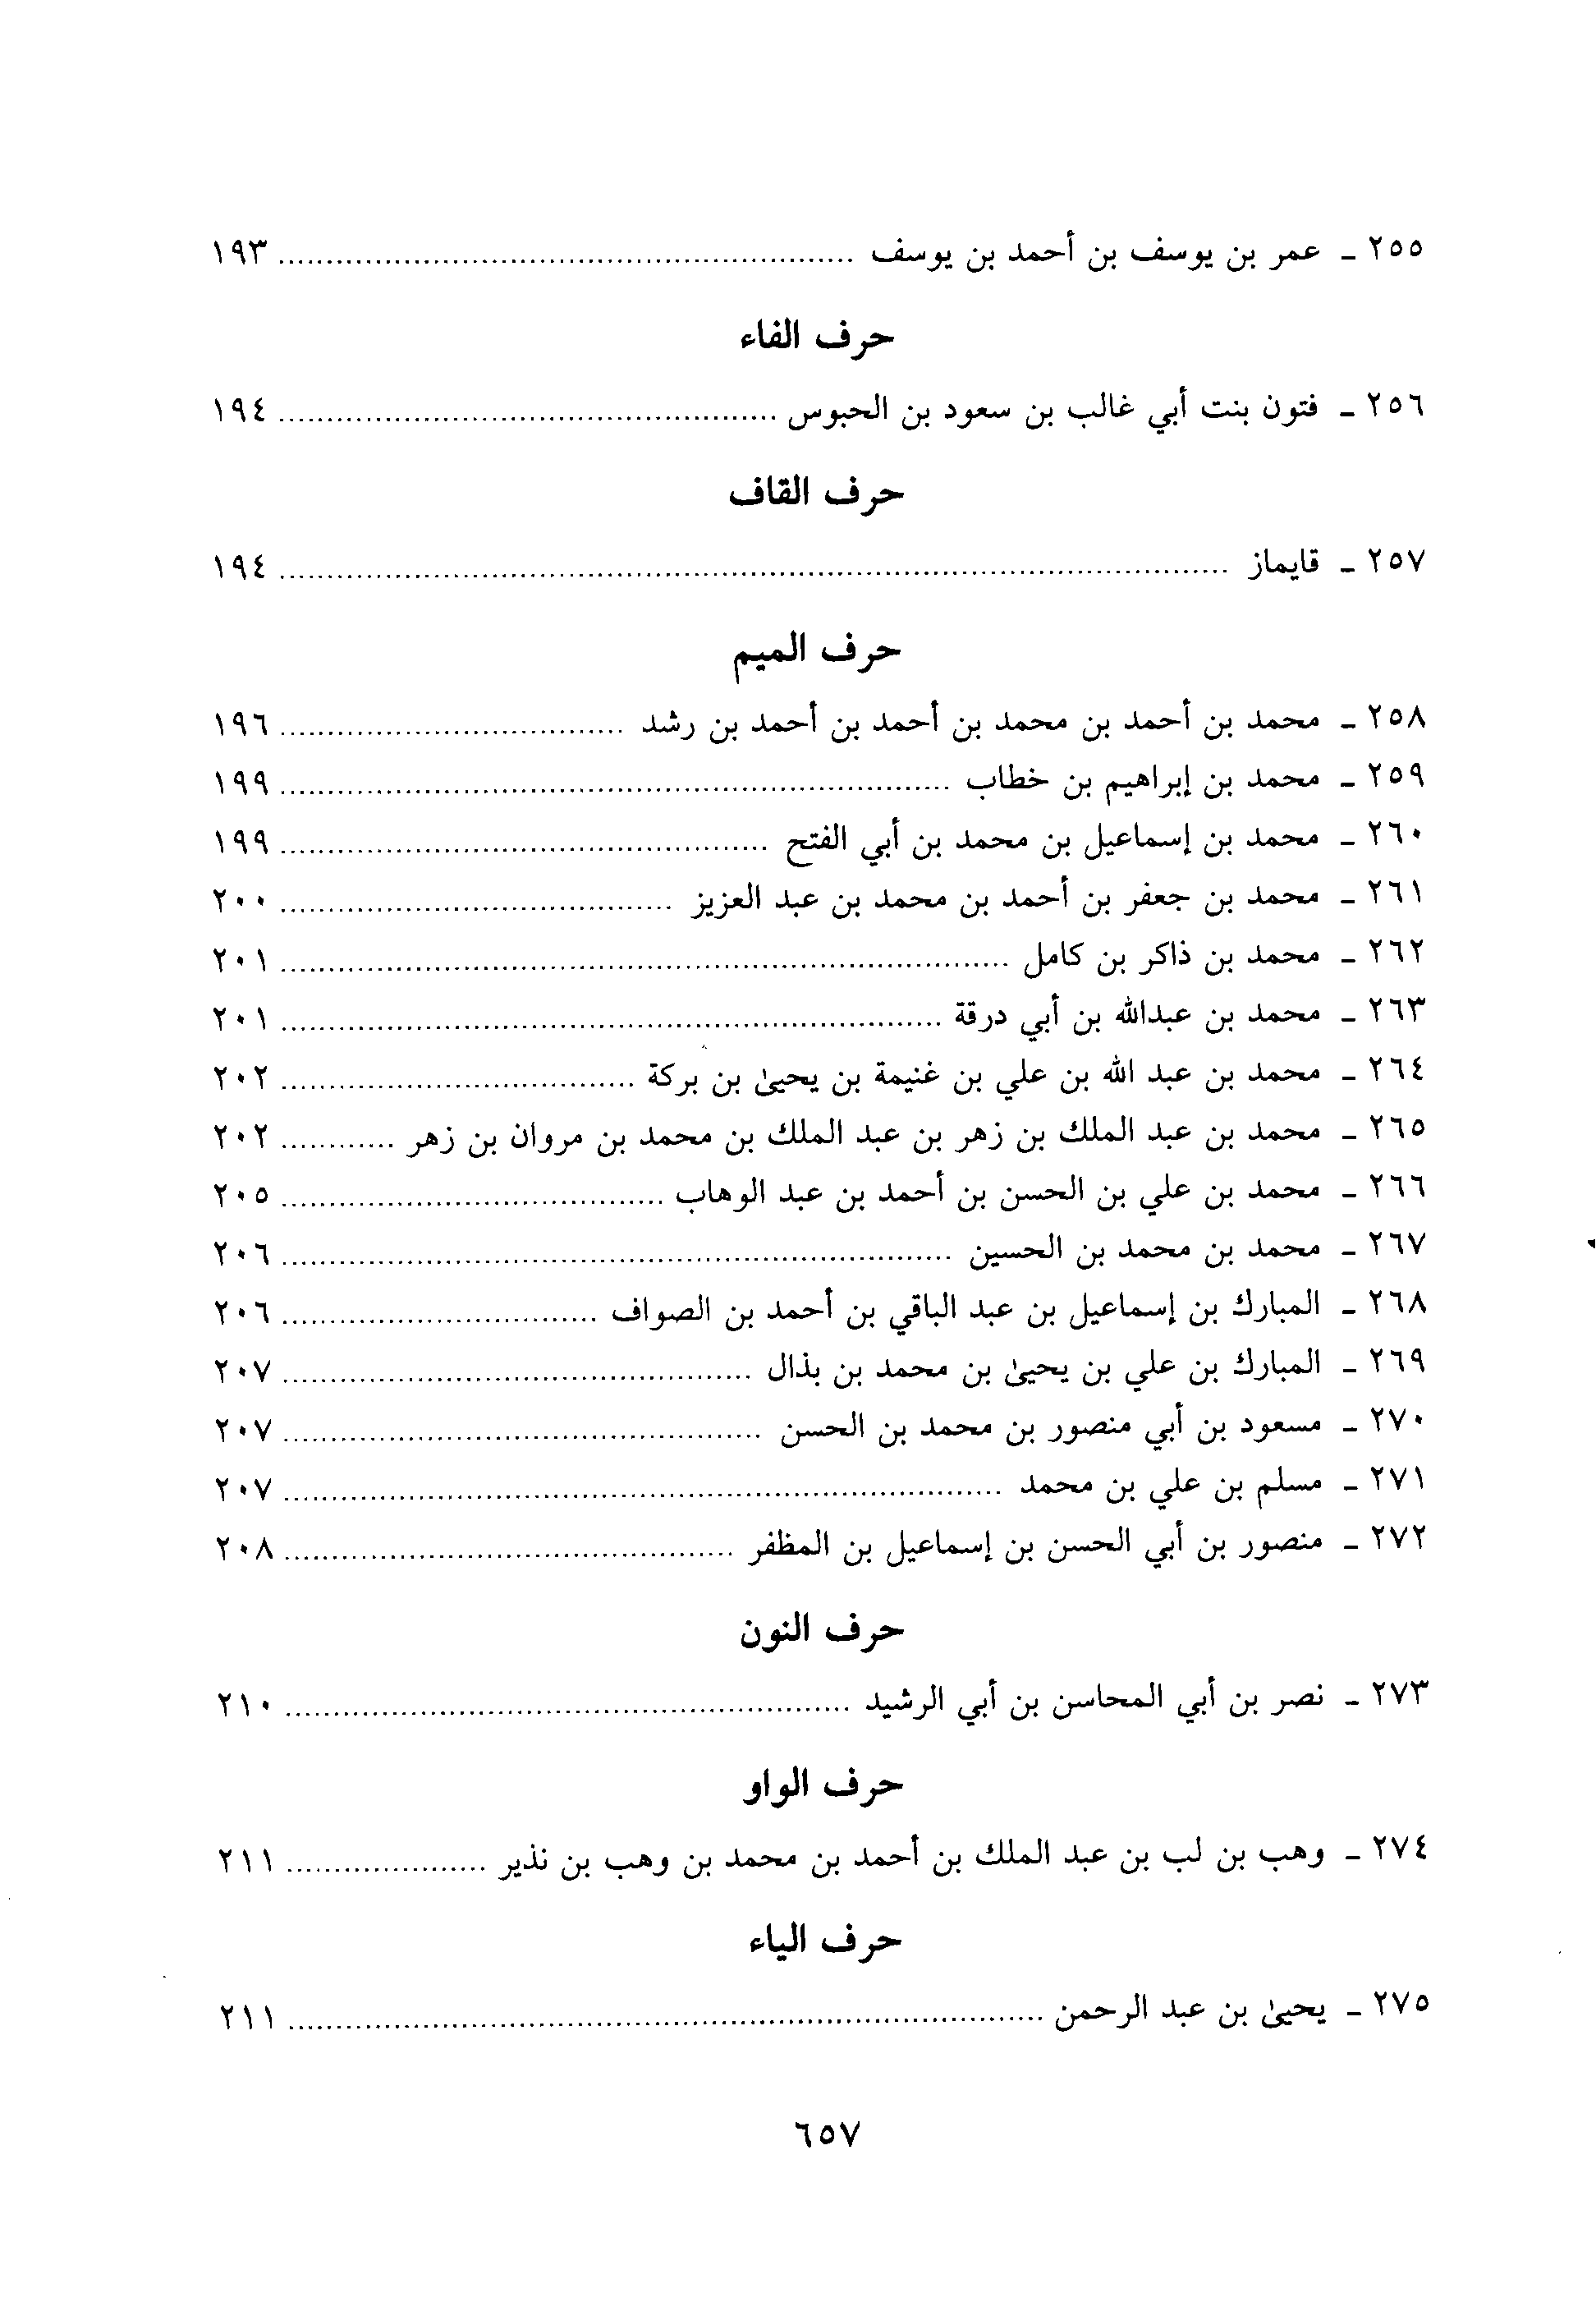 ٢٥٥ ـ عمر بن يوسف بن أحمد بن يوسف ........................ ١٩٣
حرف الفاء
٢٥٦ ـ فتون بنت أبي غالب بن سعود بن الحبوس ........................ ١٩٤
حرف القاف
٢٥٧ ـ قايماز ........................ ١٩٤
حرف الميم
٢٥٨ ـ محمد بن أحمد بن محمد بن أحمد بن أحمد بن رشد ........................ ١٩٦
٢٥٩ ـ محمد بن إبراهيم بن خطاب ........................ ١٩٩
٢٦٠ ـ محمد بن إسماعيل بن محمد بن أبي الفتح ........................ ١٩٩
٢٦١ ـ محمد بن جعفر بن أحمد بن محمد بن عبد العزيز ........................ ٢٠٠
٢٦٢ ـ محمد بن ذاكر بن كامل ........................ ٢٠١
٢٦٣ ـ محمد بن عبدالله بن أبي درقة ........................ ٢٠١
٢٦٤ ـ محمد بن عبد الله بن علي بن غنيمة بن يحيىٰ بن بركة ........................ ٢٠٢
٢٦٥ ـ محمد بن عبد الملك بن زهر بن عبد الملك بن محمد بن مروان بن زهر ............ ٢٠٢
٢٦٦ ـ محمد بن علي بن الحسن بن أحمد بن عبد الوهاب ........................ ٢٠٥
٢٦٧ ـ محمد بن محمد بن الحسين ........................ ٢٠٦
٢٦٨ ـ المبارك بن إسماعيل بن عبد الباقي بن أحمد بن الصواف ........................ ٢٠٦
٢٦٩ ـ المبارك بن علي بن يحيىٰ بن محمد بن بذال ........................ ٢٠٧
٢٧٠ ـ مسعود بن أبي منصور بن محمد بن الحسن ........................ ٢٠٧
٢٧١ ـ مسلم بن علي بن محمد ........................ ٢٠٧
٢٧٢ ـ منصور بن أبي الحسن بن إسماعيل بن المظفر ........................ ٢٠٨
حرف النون
٢٧٣ ـ نصر بن أبي المحاسن بن أبي الرشيد ........................ ٢١٠
حرف الواو
٢٧٤ ـ وهب بن لب بن عبد الملك بن أحمد بن محمد بن وهب بن نذير .................... ٢١١
حرف الياء
٢٧٥ ـ يحيىٰ بن عبد الرحمن ........................ ٢١١
٦٥٧